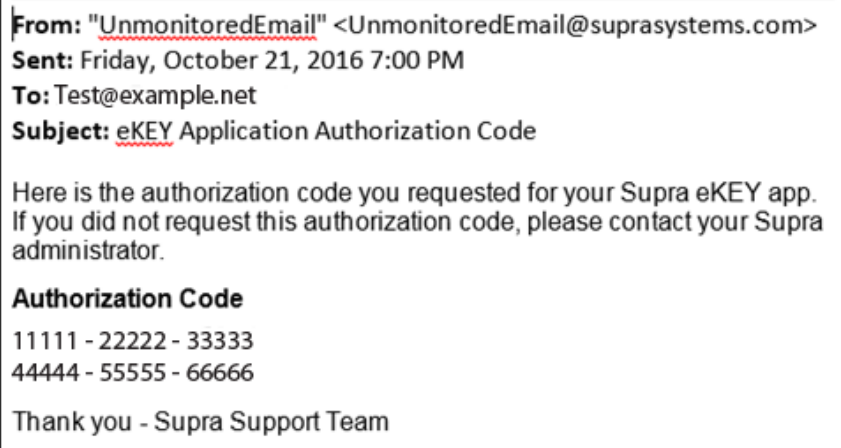 From: "UnmonitoredEmail" <UnmonitoredEmail@suprasystems.com>
Sent: Friday, October 21, 2016 7:00 PM
To: Test@example.net
Subject: eKEY Application Authorization Code
Here is the authorization code you requested for your Supra eKEY app.
If you did not request this authorization code, please contact your Supra
administrator.
Authorization Code
11111 - 22222 - 33333
44444 - 55555 - 66666
Thank you - Supra Support Team